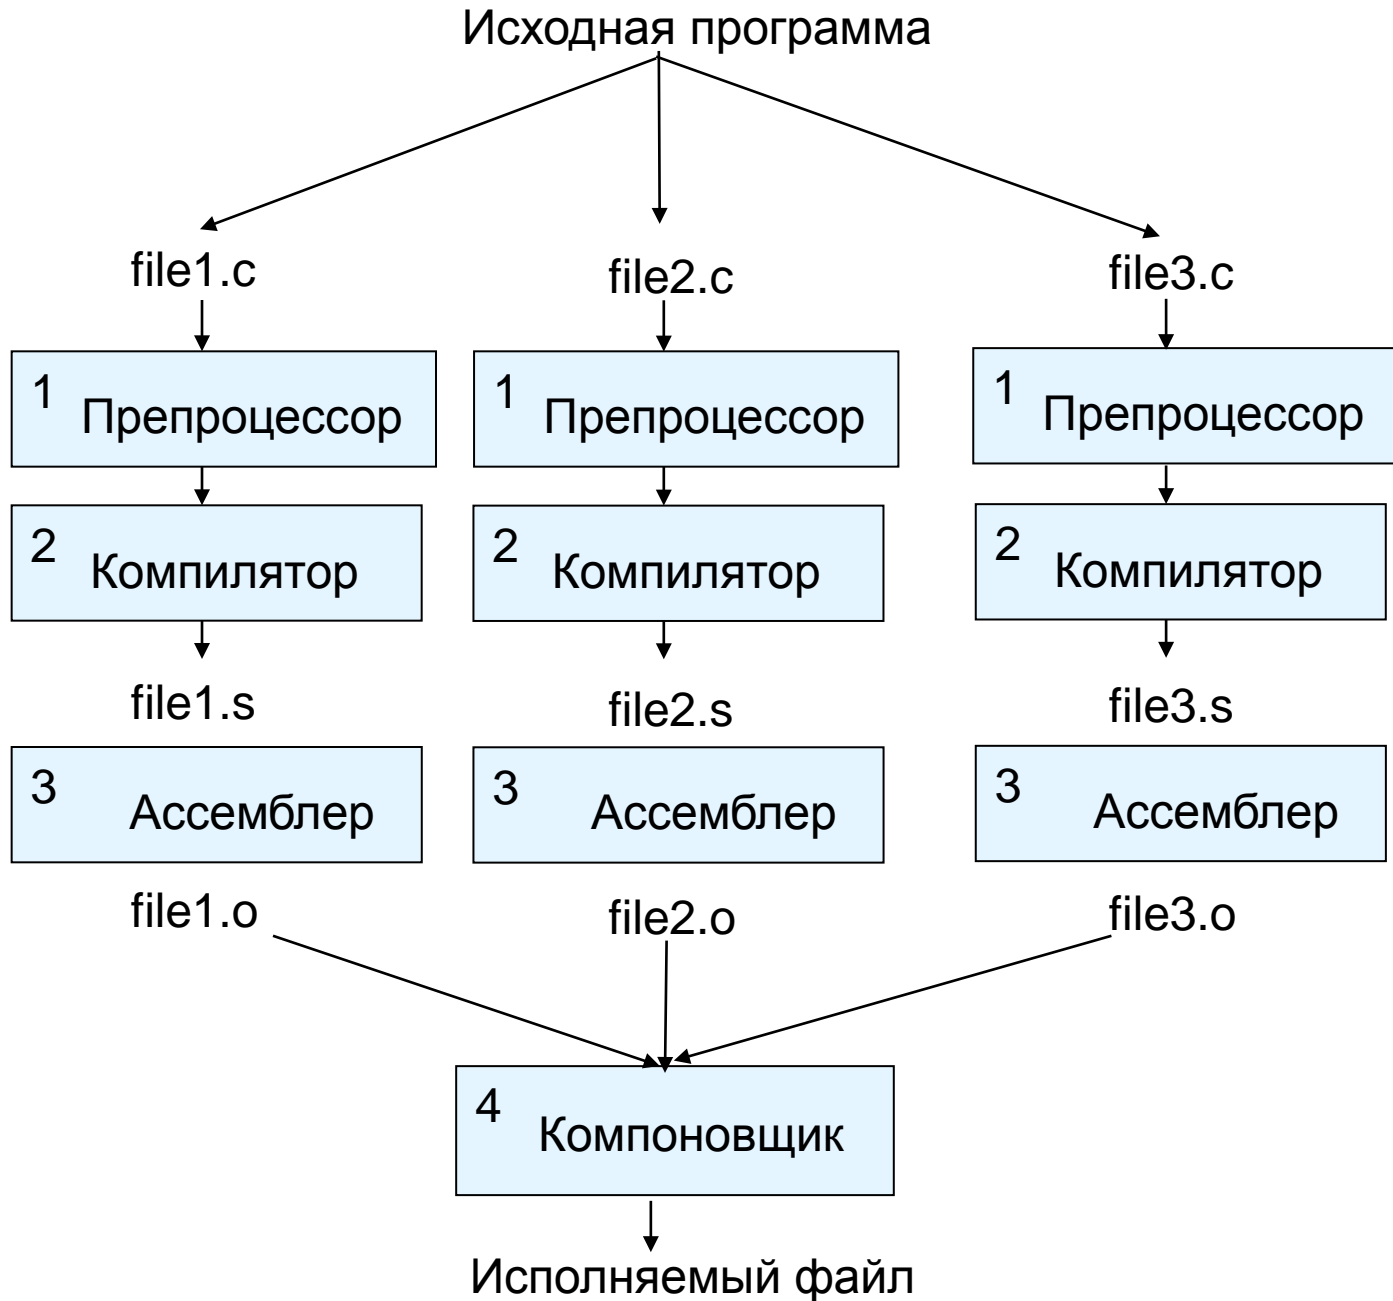 Исходная программа
file1.c file2.c file3.c
1 Препроцессор 1 Препроцессор 1 Препроцессор
2 Компилятор 2 Компилятор 2 Компилятор
file1.s file2.s file3.s
3 Ассемблер 3 Ассемблер 3 Ассемблер
file1.o file2.o file3.o
4 Компоновщик
Исполняемый файл